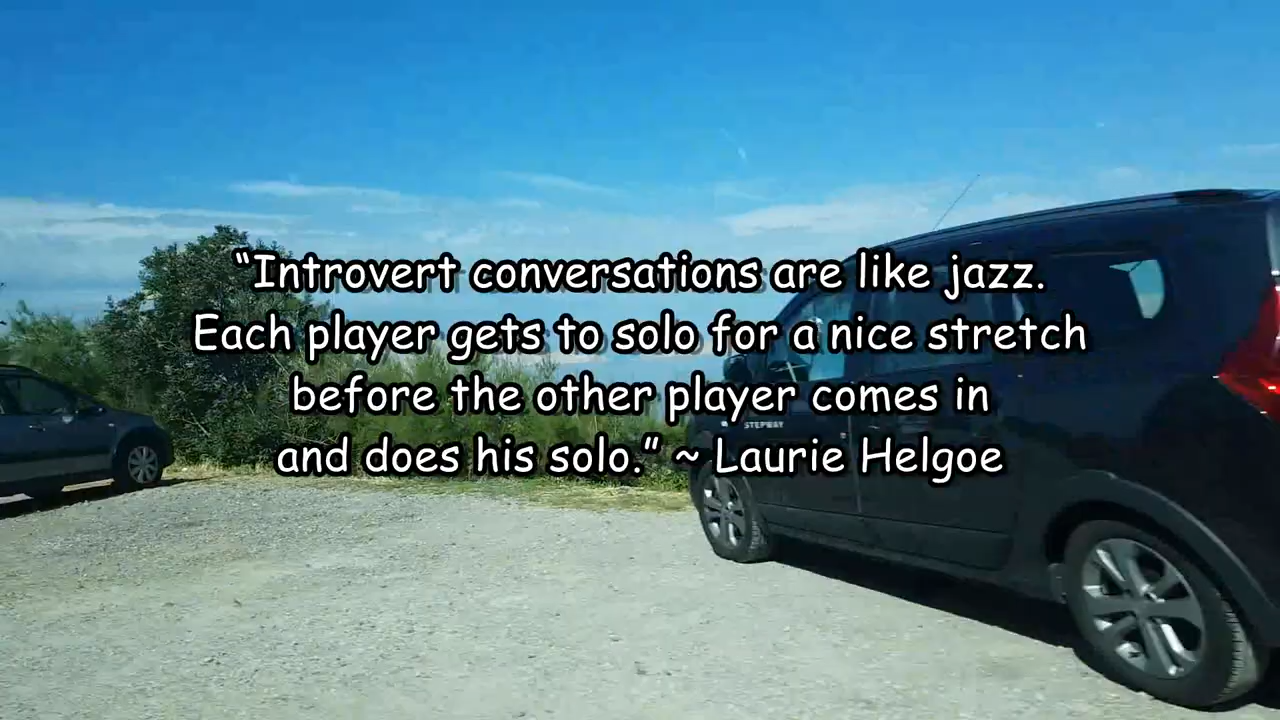 “Introvert conversations are like jazz.
Each player gets to solo for a nice stretch
before the other player comes in
and does his solo.” ~ Laurie Helgoe
STEPWAY